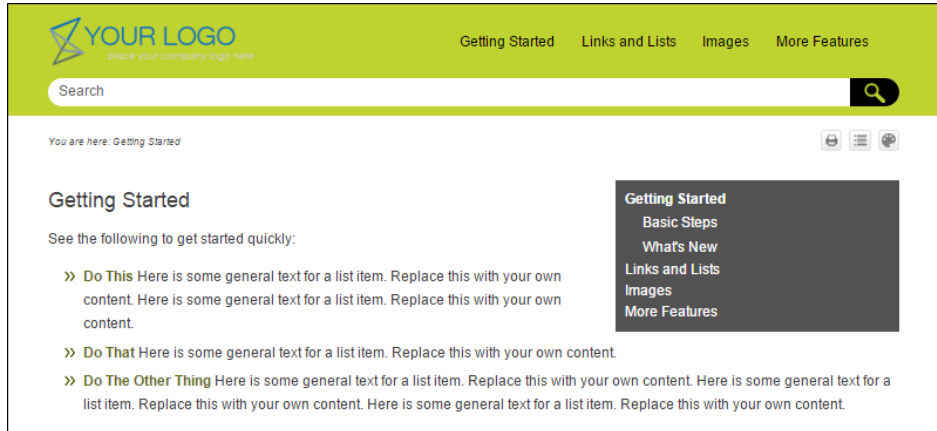 YOUR LOGO
place your company logo here
Getting Started Links and Lists Images More Features
Search
You are here: Getting Started
Getting Started
See the following to get started quickly:
» Do This Here is some general text for a list item. Replace this with your own
content. Here is some general text for a list item. Replace this with your own
content.
» Do That Here is some general text for a list item. Replace this with your own content.
» Do The Other Thing Here is some general text for a list item. Replace this with your own content. Here is some general text for a
list item. Replace this with your own content. Here is some general text for a list item. Replace this with your own content.
Getting Started
Basic Steps
What's New
Links and Lists
Images
More Features